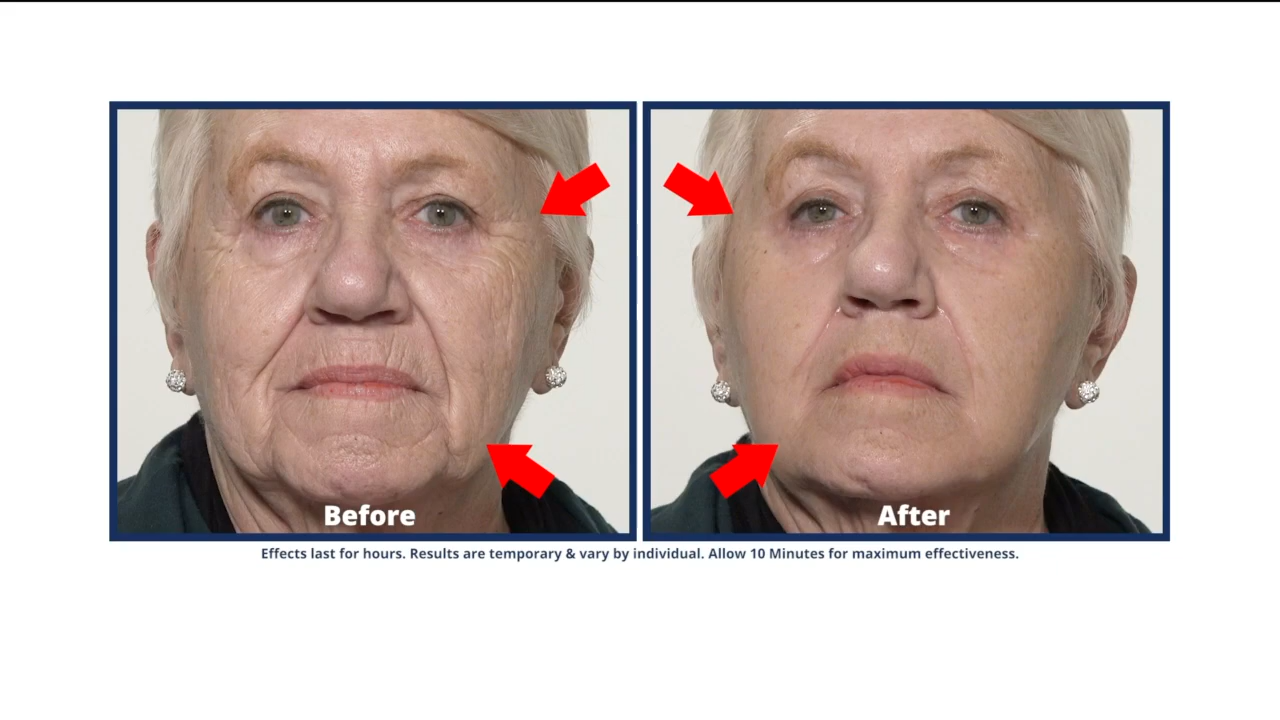 Before
After
Effects last for hours. Results are temporary & vary by individual. Allow 10 Minutes for maximum effectiveness.